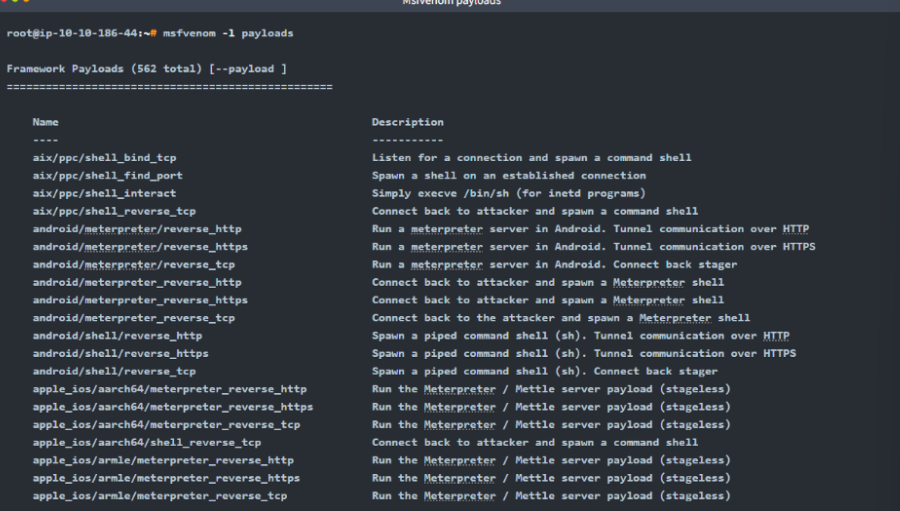 Msfvenom payloads
root@ip-10-10-186-44:~# msfvenom -l payloads
Framework Payloads (562 total) [--payload ]
==================================================
Name Description
---- -----------
aix/ppc/shell_bind_tcp Listen for a connection and spawn a command shell
aix/ppc/shell_find_port Spawn a shell on an established connection
aix/ppc/shell_interact Simply execve /bin/sh (for inetd programs)
aix/ppc/shell_reverse_tcp Connect back to attacker and spawn a command shell
android/meterpreter/reverse_http Run a meterpreter server in Android. Tunnel communication over HTTP
android/meterpreter/reverse_https Run a meterpreter server in Android. Tunnel communication over HTTPS
android/meterpreter/reverse_tcp Run a meterpreter server in Android. Connect back stager
android/meterpreter_reverse_http Connect back to attacker and spawn a Meterpreter shell
android/meterpreter_reverse_https Connect back to attacker and spawn a Meterpreter shell
android/meterpreter_reverse_tcp Connect back to the attacker and spawn a Meterpreter shell
android/shell/reverse_http Spawn a piped command shell (sh). Tunnel communication over HTTP
android/shell/reverse_https Spawn a piped command shell (sh). Tunnel communication over HTTPS
android/shell/reverse_tcp Spawn a piped command shell (sh). Connect back stager
apple_ios/aarch64/meterpreter_reverse_http Run the Meterpreter / Mettle server payload (stageless)
apple_ios/aarch64/meterpreter_reverse_https Run the Meterpreter / Mettle server payload (stageless)
apple_ios/aarch64/meterpreter_reverse_tcp Run the Meterpreter / Mettle server payload (stageless)
apple_ios/aarch64/shell_reverse_tcp Connect back to attacker and spawn a command shell
apple_ios/armle/meterpreter_reverse_http Run the Meterpreter / Mettle server payload (stageless)
apple_ios/armle/meterpreter_reverse_https Run the Meterpreter / Mettle server payload (stageless)
apple_ios/armle/meterpreter_reverse_tcp Run the Meterpreter / Mettle server payload (stageless)